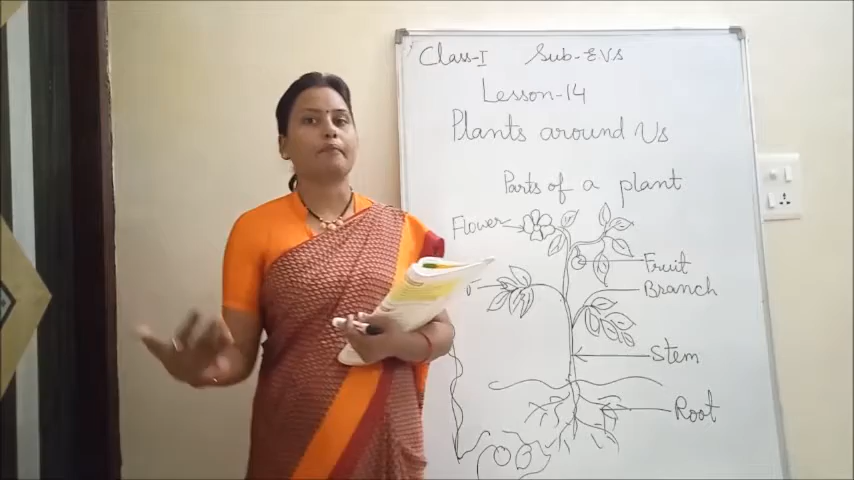 Class-I Sub-EVS
Lesson-14
Plants around Us
Parts of a plant
Flower
Fruit
Branch
Stem
Root